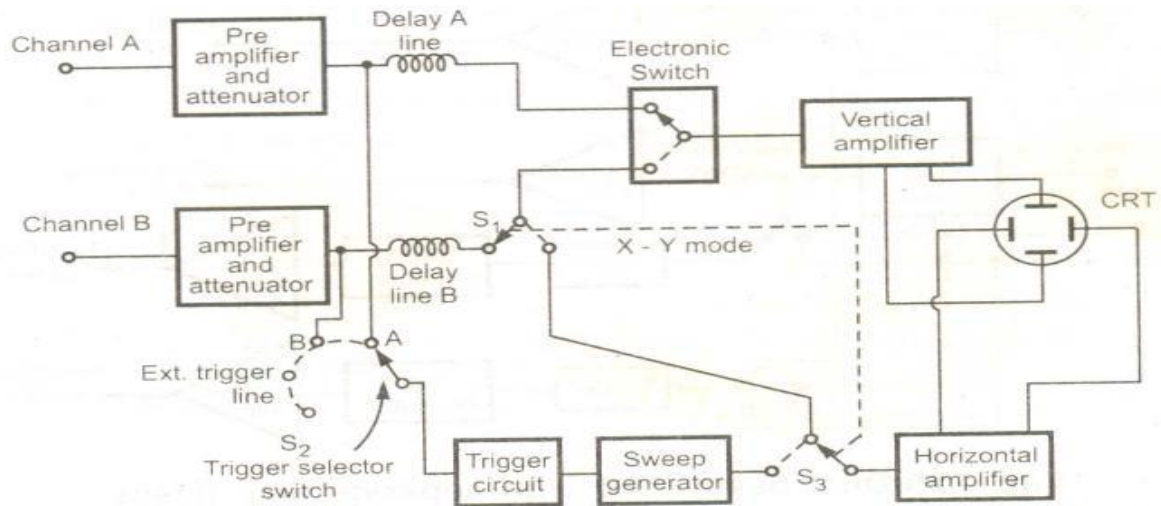 Channel A
Pre
amplifier
and
attenuator
Delay A
line
Electronic
Switch
Vertical
amplifier
CRT
Channel B
Pre
amplifier
and
attenuator
S1
Delay
line B
X - Y mode
B
A
Ext. trigger
line
S2
Trigger selector
switch
Trigger
circuit
Sweep
generator
S3
Horizontal
amplifier